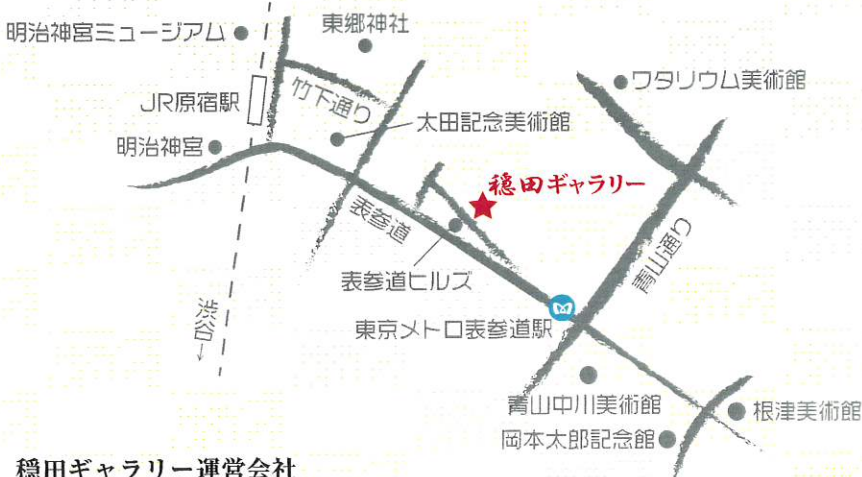 明治神宮ミュージアム
東郷神社
ワタリウム美術館
JR原宿駅
竹下通り
太田記念美術館
明治神宮
穏田ギャラリー
表参道
青山通り
表参道ヒルズ
渋谷→
東京メトロ表参道駅
青山中川美術館
根津美術館
岡本太郎記念館
穏田ギャラリー運営会社